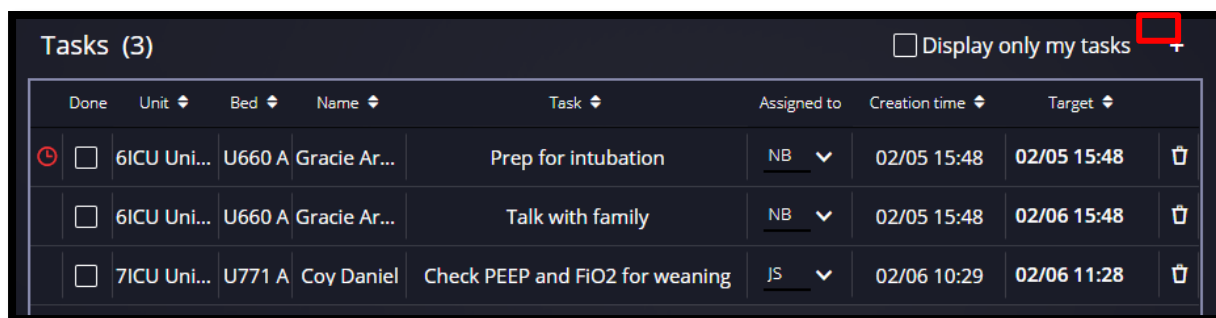 Tasks (3) Display only my tasks +
Done Unit Bed Name Task Assigned to Creation time Target
6ICU Uni... U660 A Gracie Ar... Prep for intubation NB 02/05 15:48 02/05 15:48
6ICU Uni... U660 A Gracie Ar... Talk with family NB 02/05 15:48 02/06 15:48
7ICU Uni... U771 A Coy Daniel Check PEEP and FiO2 for weaning JS 02/06 10:29 02/06 11:28